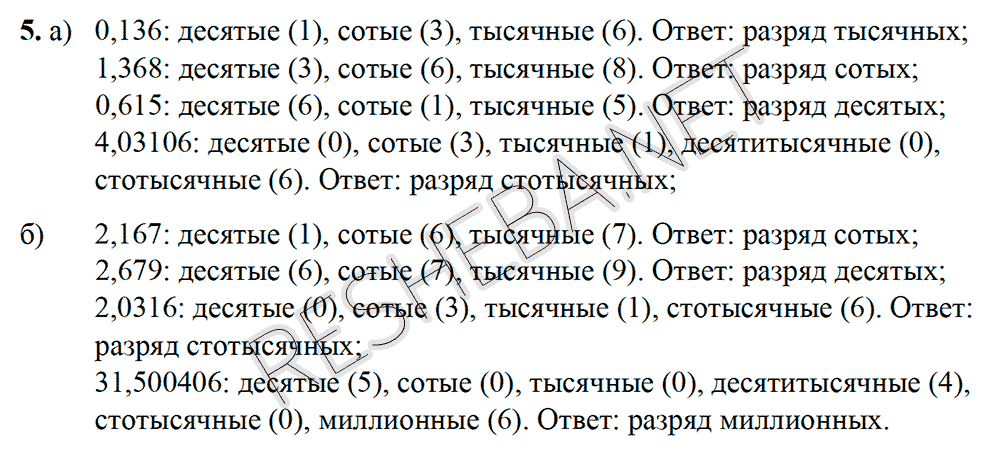 5. а) 0,136: десятые (1), сотые (3), тысячные (6). Ответ: разряд тысячных;
1,368: десятые (3), сотые (6), тысячные (8). Ответ: разряд сотых;
0,615: десятые (6), сотые (1), тысячные (5). Ответ: разряд десятых;
4,03106: десятые (0), сотые (3), тысячные (1), десятитысячные (0),
стотысячные (6). Ответ: разряд стотысячных;
б) 2,167: десятые (1), сотые (6), тысячные (7). Ответ: разряд сотых;
2,679: десятые (6), сотые (7), тысячные (9). Ответ: разряд десятых;
2,0316: десятые (0), сотые (3), тысячные (1), стотысячные (6). Ответ:
разряд стотысячных;
31,500406: десятые (5), сотые (0), тысячные (0), десятитысячные (4),
стотысячные (0), миллионные (6). Ответ: разряд миллионных.
RESHEBA.NET